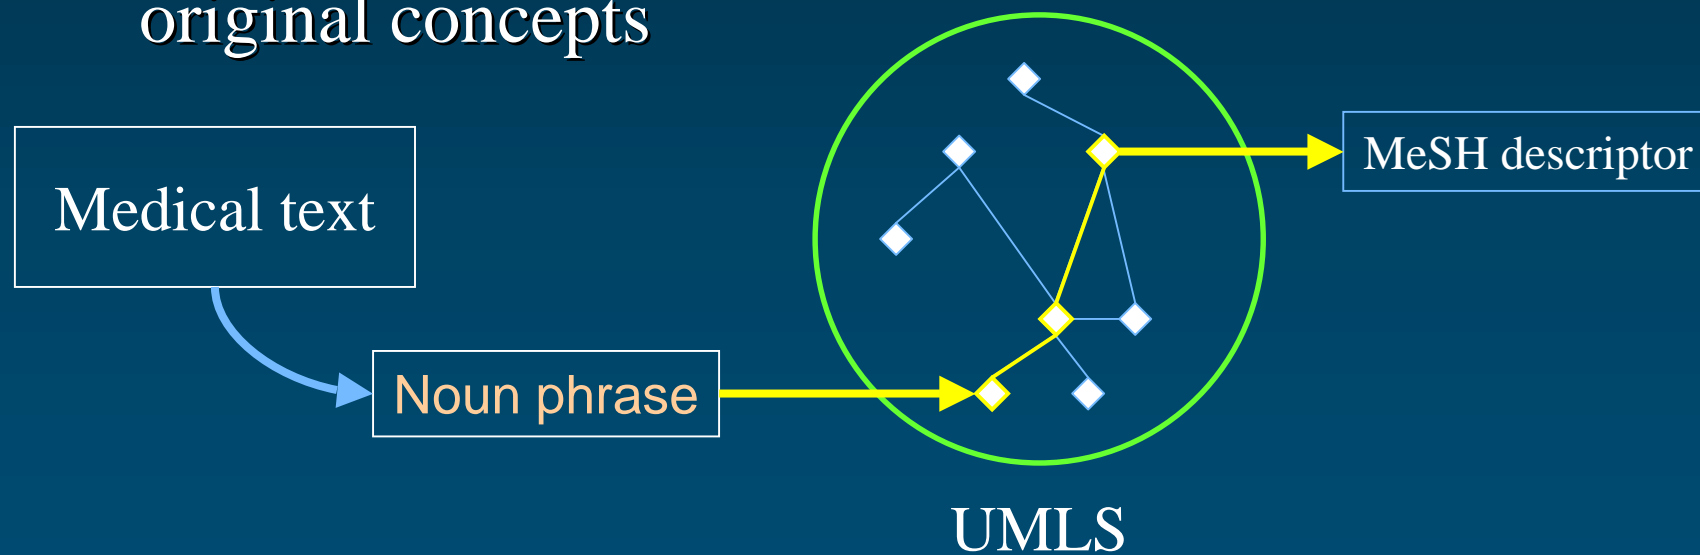 original concepts
Medical text
MeSH descriptor
Noun phrase
UMLS